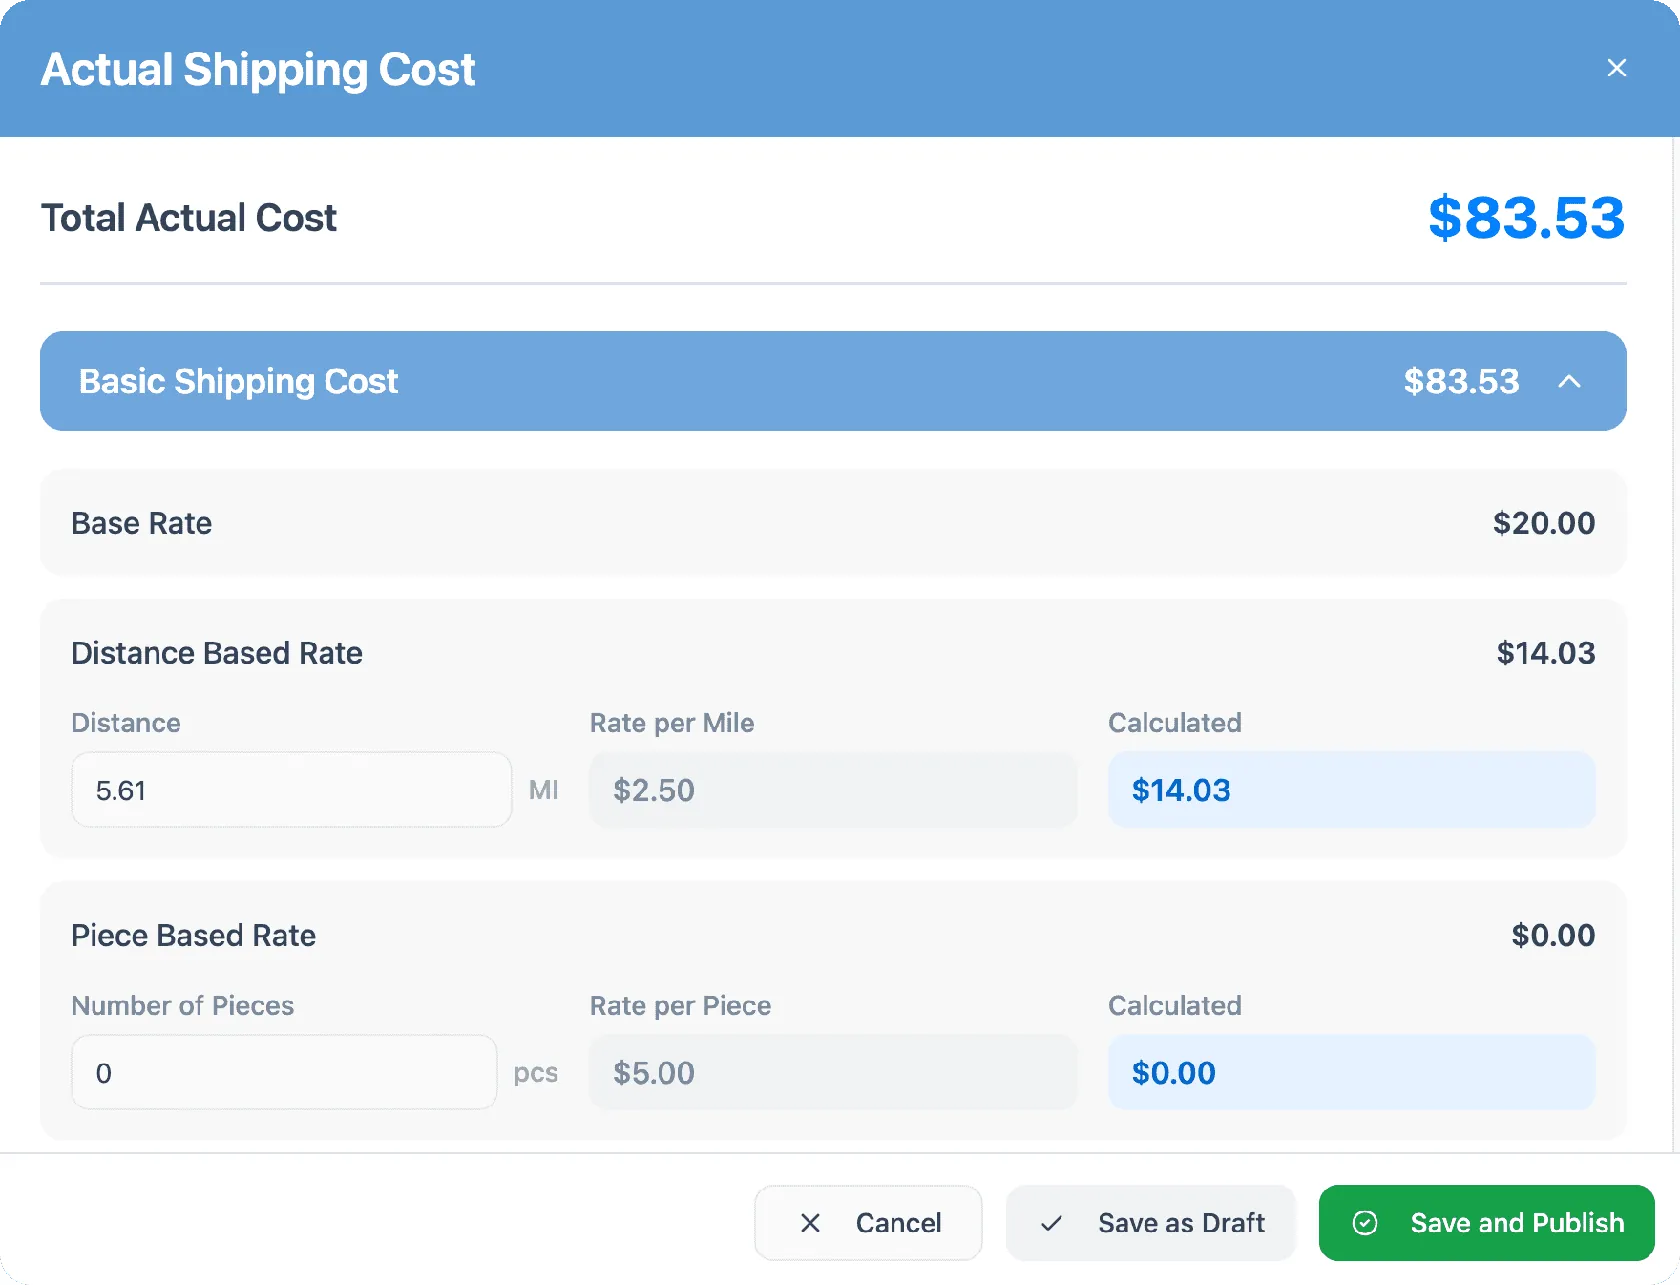 Actual Shipping Cost
Total Actual Cost $83.53
Basic Shipping Cost $83.53
Base Rate $20.00
Distance Based Rate $14.03
Distance Rate per Mile Calculated
5.61 MI $2.50 $14.03
Piece Based Rate $0.00
Number of Pieces Rate per Piece Calculated
0 pcs $5.00 $0.00
Cancel Save as Draft Save and Publish